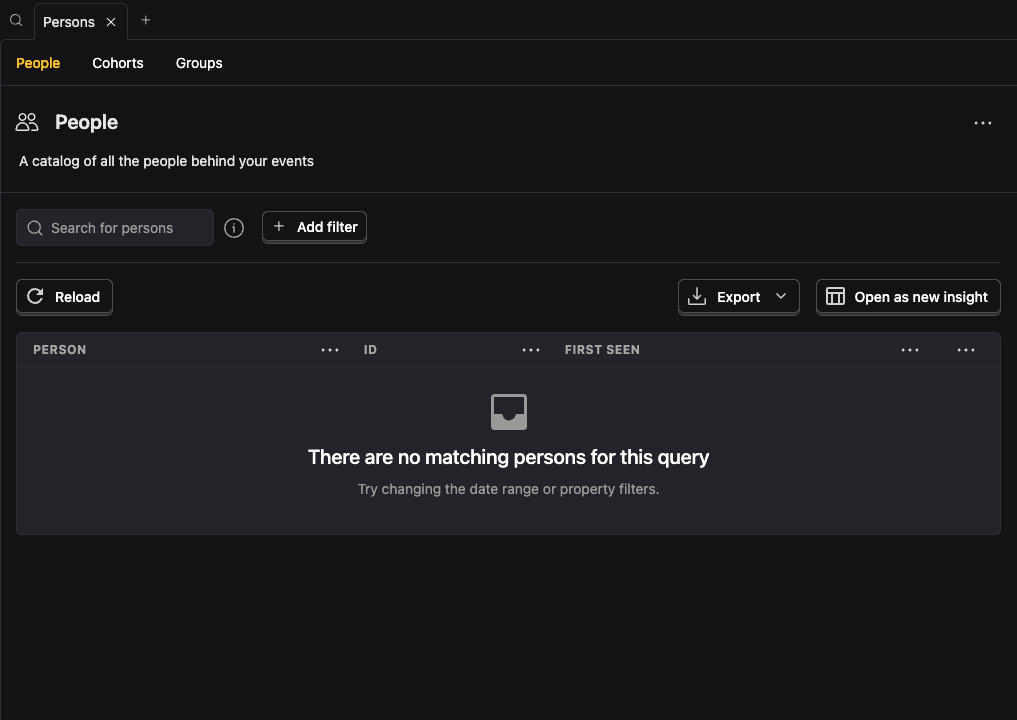 Persons
People
Cohorts
Groups
People
A catalog of all the people behind your events
Search for persons
Add filter
Reload
Export
Open as new insight
PERSON
ID
FIRST SEEN
There are no matching persons for this query
Try changing the date range or property filters.